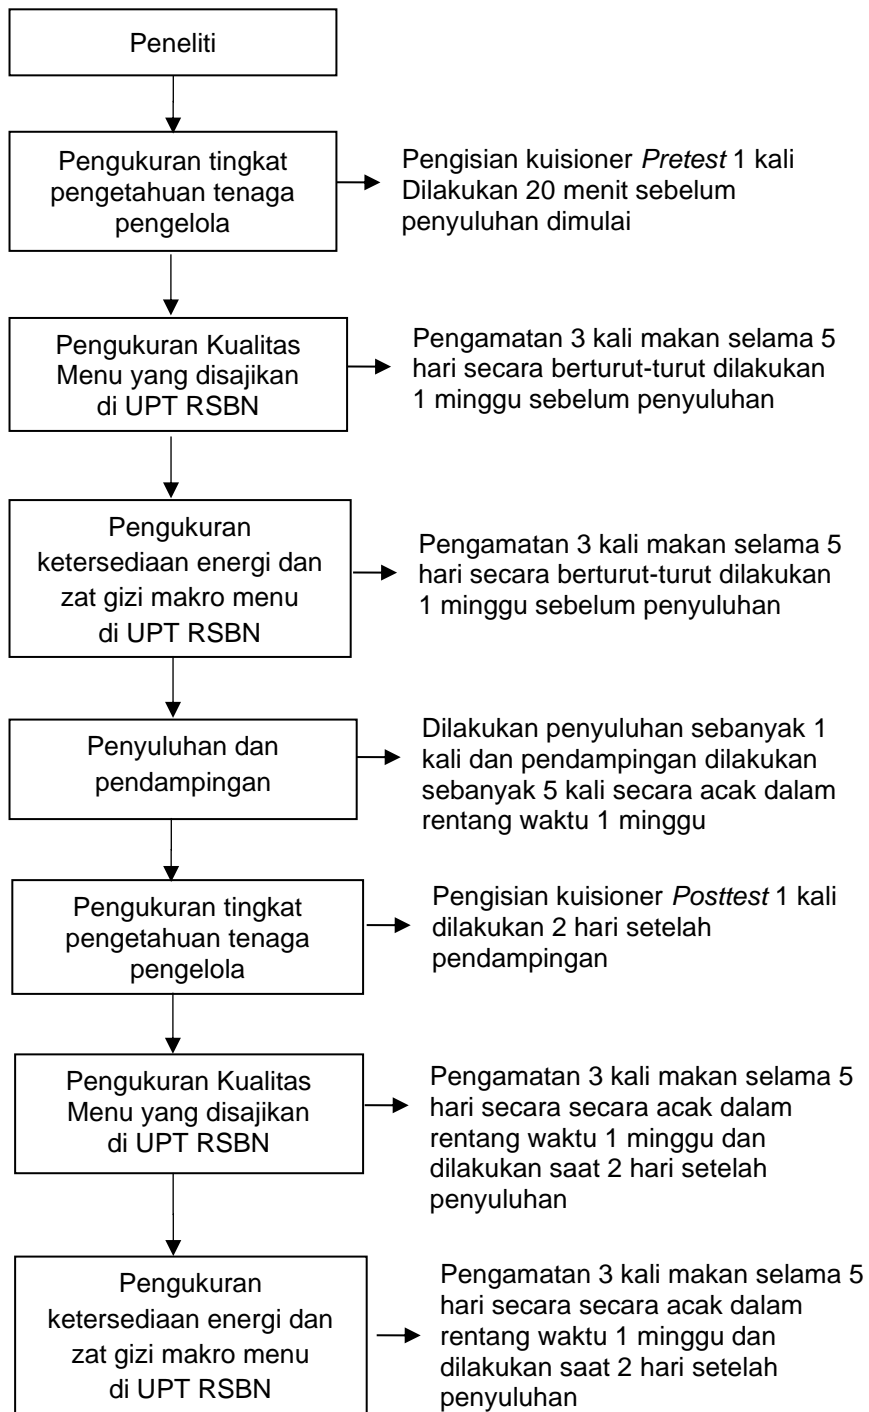 Peneliti
Pengukuran tingkat
pengetahuan tenaga
pengelola
Pengisian kuisioner Pretest 1 kali
Dilakukan 20 menit sebelum
penyuluhan dimulai
Pengukuran Kualitas
Menu yang disajikan
di UPT RSBN
Pengamatan 3 kali makan selama 5
hari secara berturut-turut dilakukan
1 minggu sebelum penyuluhan
Pengukuran
ketersediaan energi dan
zat gizi makro menu
di UPT RSBN
Pengamatan 3 kali makan selama 5
hari secara berturut-turut dilakukan
1 minggu sebelum penyuluhan
Penyuluhan dan
pendampingan
Dilakukan penyuluhan sebanyak 1
kali dan pendampingan dilakukan
sebanyak 5 kali secara acak dalam
rentang waktu 1 minggu
Pengukuran tingkat
pengetahuan tenaga
pengelola
Pengisian kuisioner Posttest 1 kali
dilakukan 2 hari setelah
pendampingan
Pengukuran Kualitas
Menu yang disajikan
di UPT RSBN
Pengamatan 3 kali makan selama 5
hari secara secara acak dalam
rentang waktu 1 minggu dan
dilakukan saat 2 hari setelah
penyuluhan
Pengukuran
ketersediaan energi dan
zat gizi makro menu
di UPT RSBN
Pengamatan 3 kali makan selama 5
hari secara secara acak dalam
rentang waktu 1 minggu dan
dilakukan saat 2 hari setelah
penyuluhan